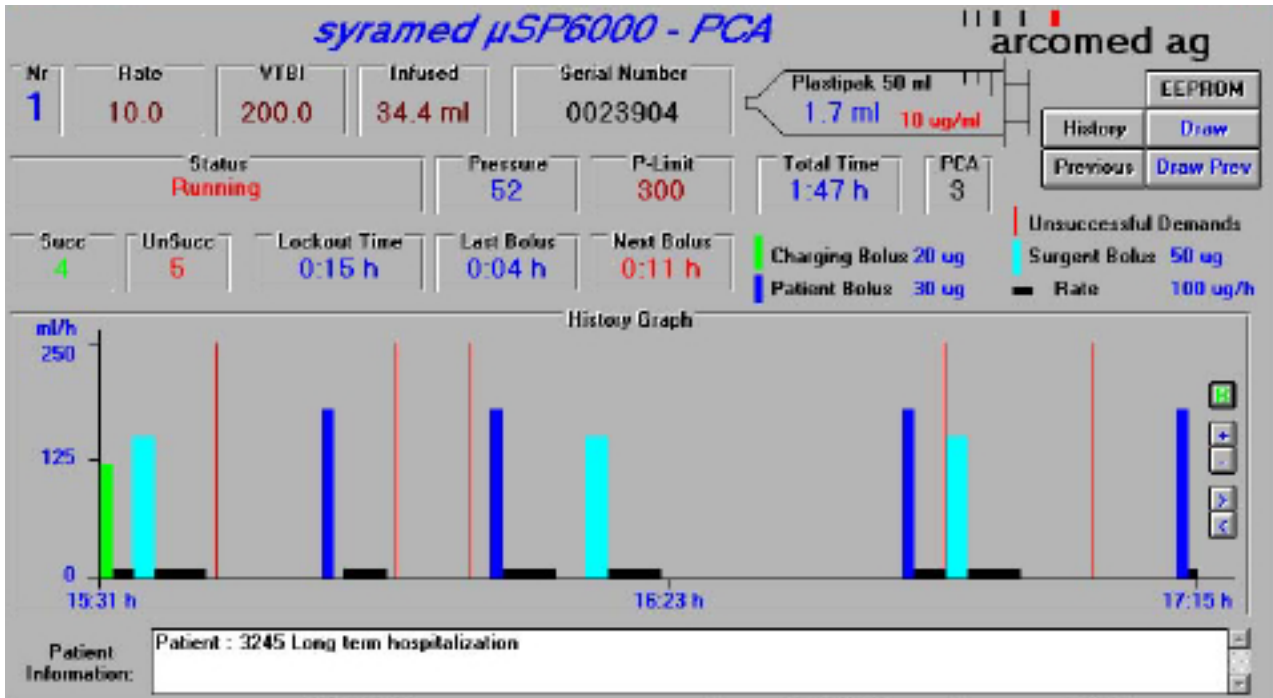 syramed µSP6000 - PCA
arcomed ag
Nr
1
Rate
10.0
VTBI
200.0
Infused
34.4 ml
Serial Number
0023904
Plastipak 50 ml
1.7 ml
10 ug/ml
EEPROM
History
Draw
Previous
Draw Prev
Status
Running
Pressure
52
P-Limit
300
Total Time
1:47 h
PCA
3
Succ
4
UnSucc
5
Lockout Time
0:15 h
Last Bolus
0:04 h
Next Bolus
0:11 h
Unsuccessful Demands
Charging Bolus 20 ug
Surgent Bolus 50 ug
Patient Bolus 30 ug
Rate 100 ug/h
History Graph
ml/h
250
125
0
15:31 h
16:23 h
17:15 h
+
-
>
<
Patient Information:
Patient : 3245 Long term hospitalization